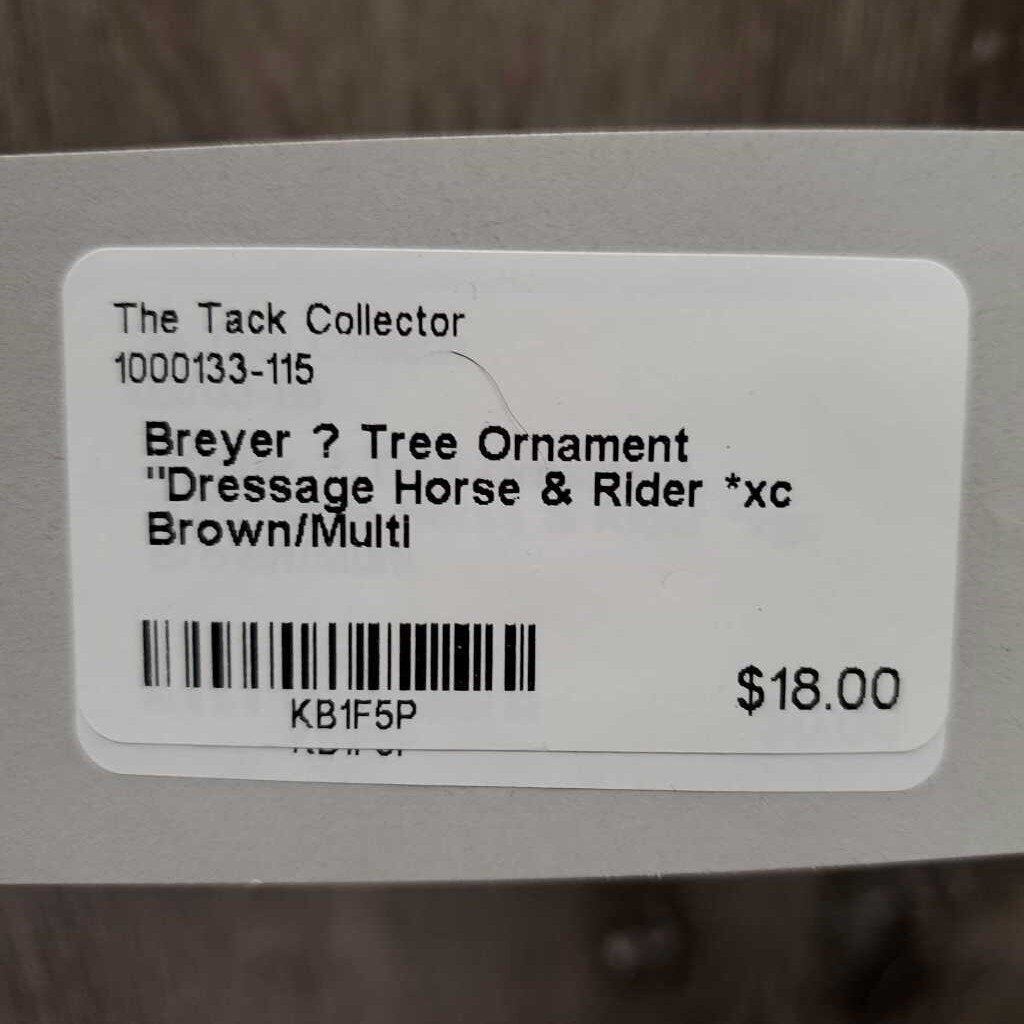 The Tack Collector
1000133-115
Breyer ? Tree Ornament
"Dressage Horse & Rider *xc
Brown/Multi
KB1F5P
$18.00